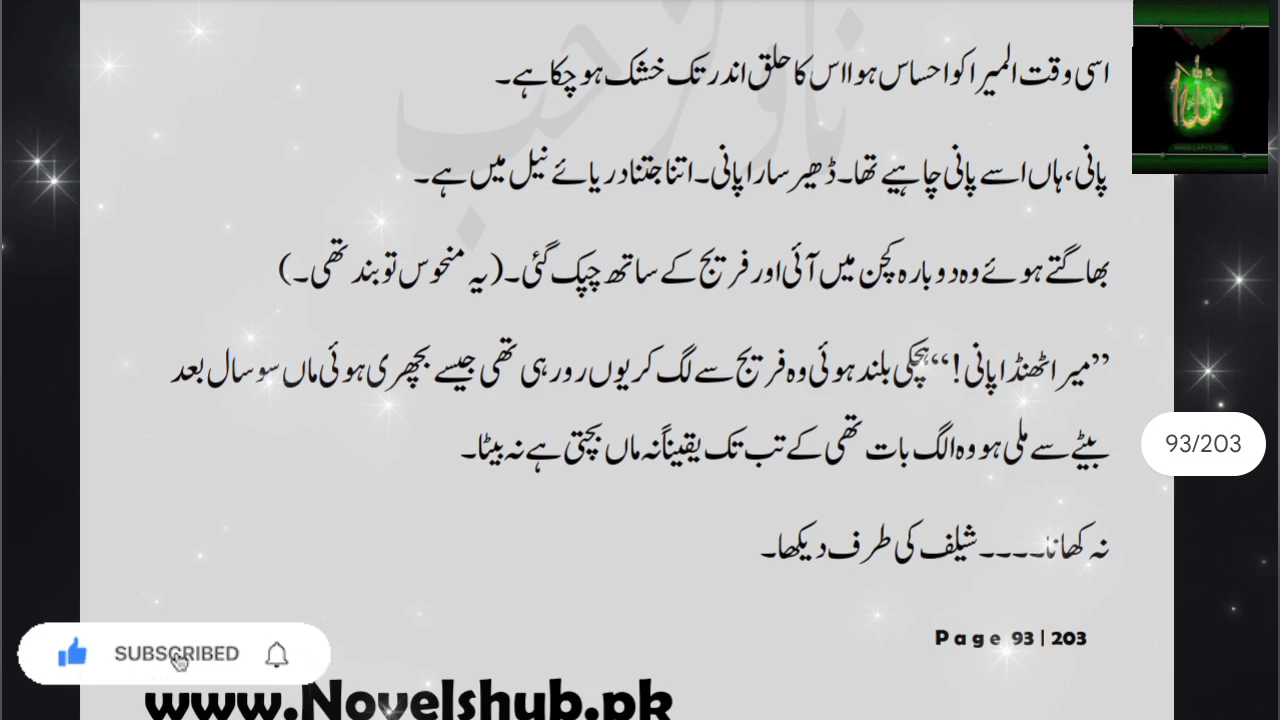 اسی وقت المیرا کو احساس ہوا اس کا حلق اندر تک خشک ہو چکا ہے۔
پانی، ہاں اسے پانی چاہیے تھا۔ ڈھیر سارا پانی۔ اتنا جتنا دریائے نیل میں ہے۔
بھاگتے ہوئے وہ دوبارہ کچن میں آئی اور فریج کے ساتھ چپک گئی۔ (یہ منحوس تو بند تھی۔)
”میرا ٹھنڈا پانی!“ ہچکی بلند ہوئی وہ فریج سے لگ کر یوں رو رہی تھی جیسے بچھری ہوئی ماں سو سال بعد
بیٹے سے ملی ہو وہ الگ بات تھی کے تب تک یقیناً نہ ماں بچتی ہے نہ بیٹا۔
نہ کھانا۔۔۔۔ شیلف کی طرف دیکھا۔
93/203
Page 93 | 203
SUBSCRIBED
www.Novelshub.pk
اللہ